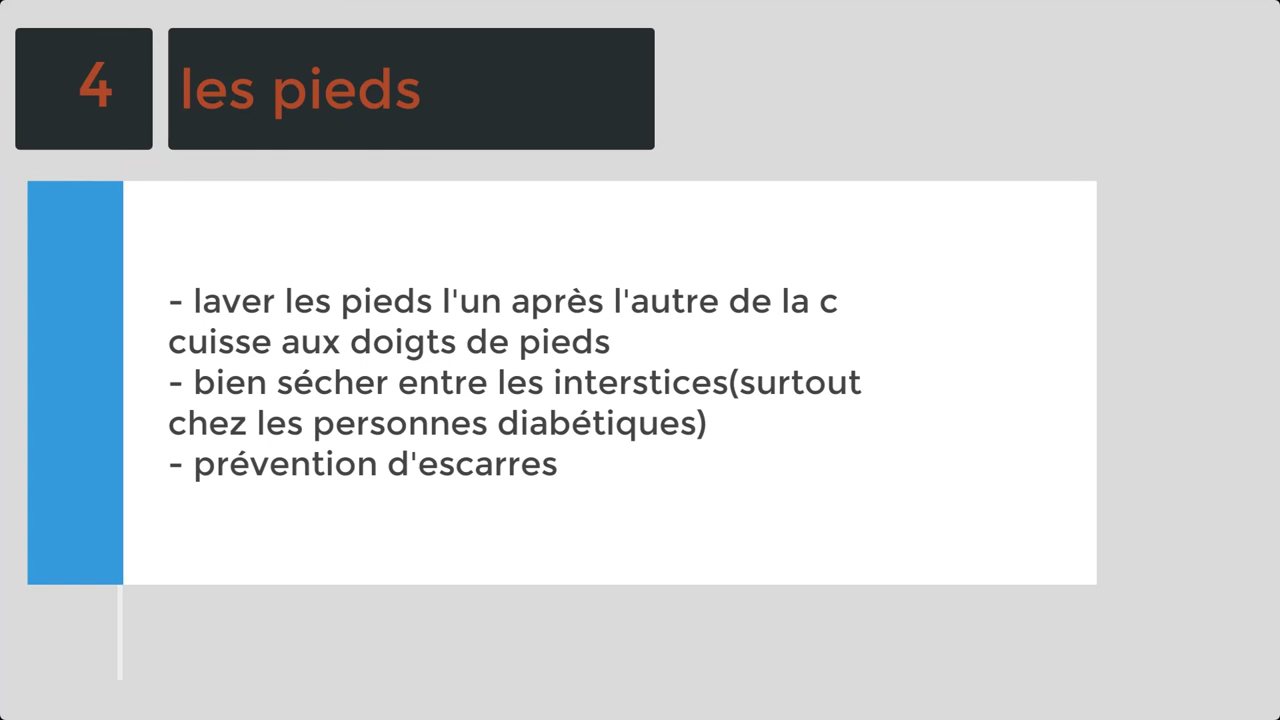 4 les pieds
- laver les pieds l'un après l'autre de la c
cuisse aux doigts de pieds
- bien sécher entre les interstices(surtout
chez les personnes diabétiques)
- prévention d'escarres